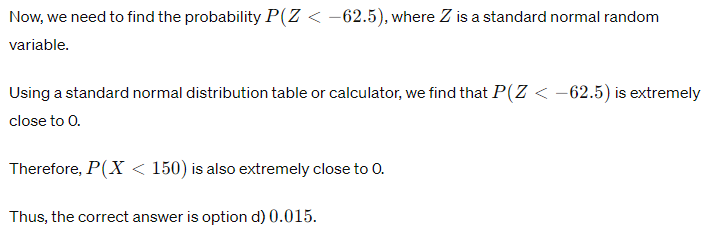 Now, we need to find the probability P(Z < −62.5), where Z is a standard normal random
variable.
Using a standard normal distribution table or calculator, we find that P(Z < −62.5) is extremely
close to 0.
Therefore, P(X < 150) is also extremely close to 0.
Thus, the correct answer is option d) 0.015.